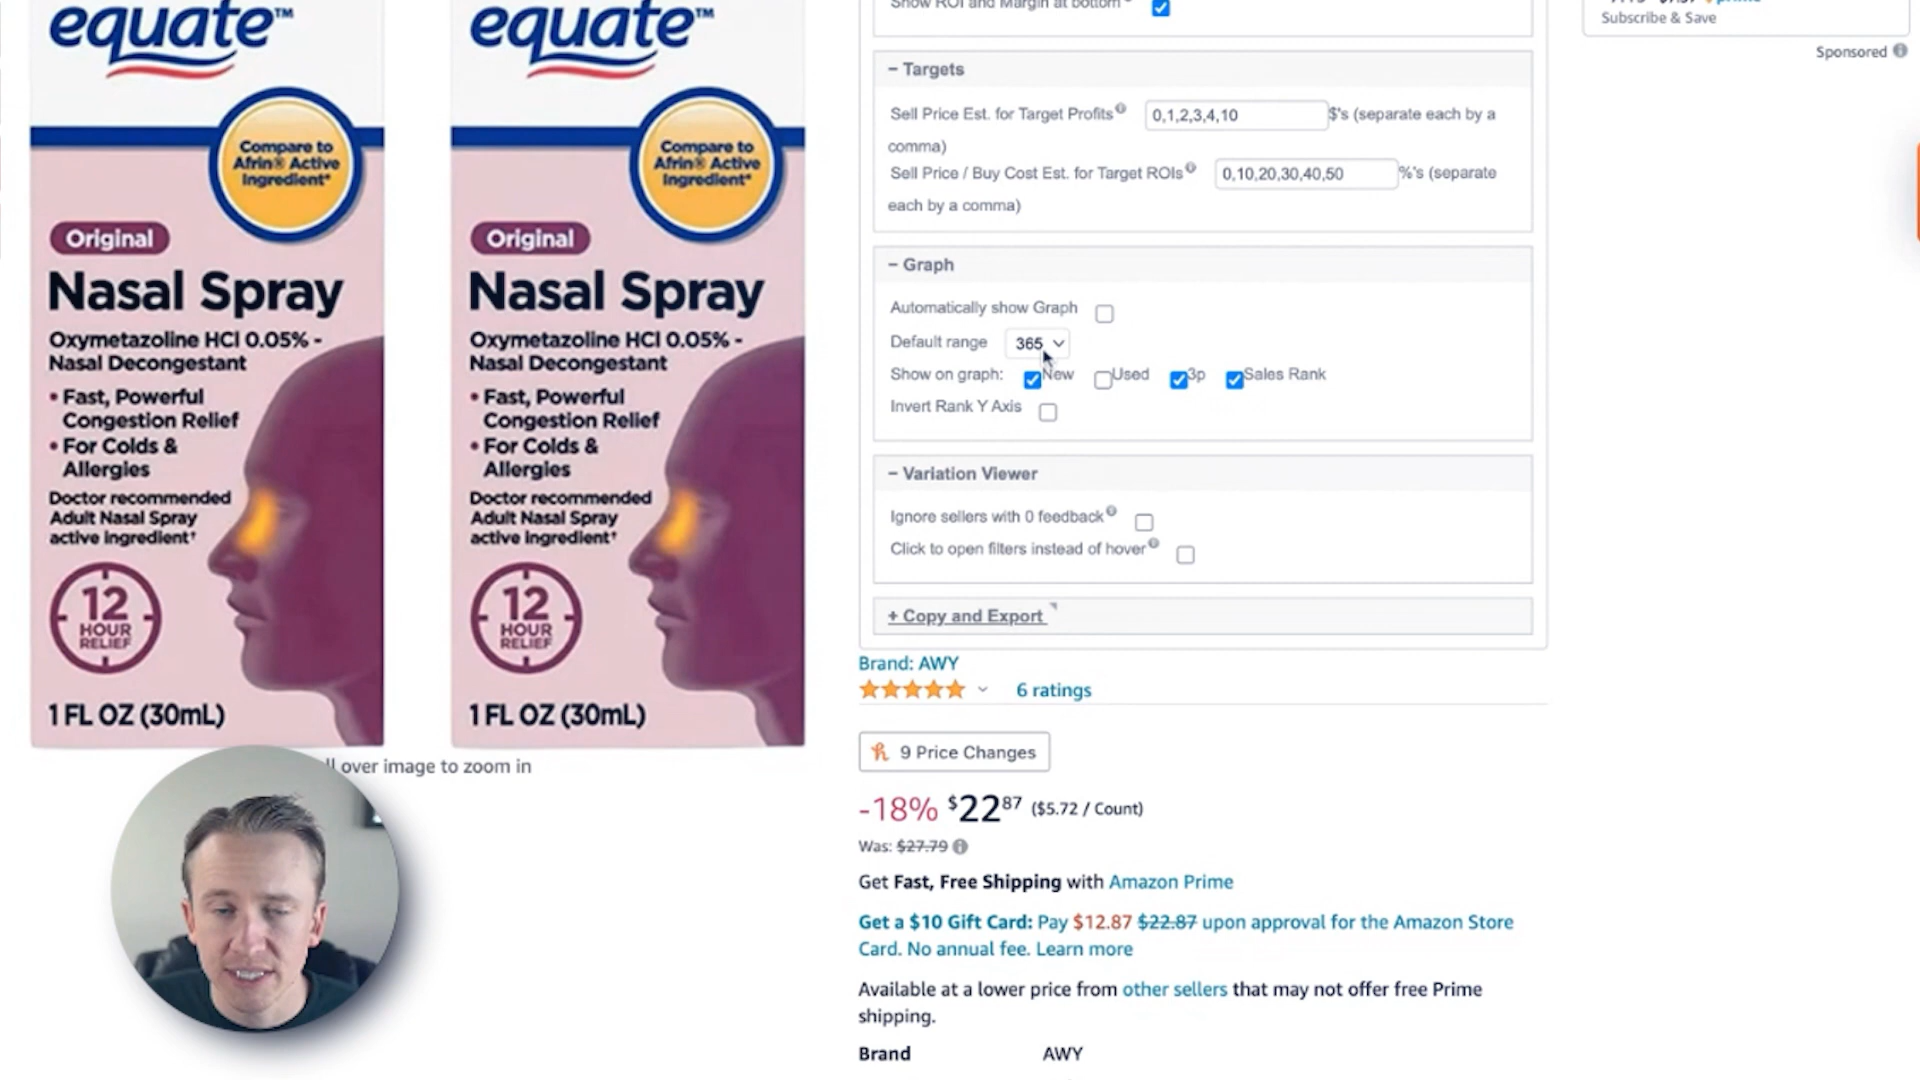 equate™
Compare to
Afrin® Active
Ingredient*
Original
Nasal Spray
Oxymetazoline HCl 0.05% -
Nasal Decongestant
• Fast, Powerful
Congestion Relief
• For Colds &
Allergies
Doctor recommended
Adult Nasal Spray
active ingredient†
12
HOUR
RELIEF
1 FL OZ (30mL)
equate™
Compare to
Afrin® Active
Ingredient*
Original
Nasal Spray
Oxymetazoline HCl 0.05% -
Nasal Decongestant
• Fast, Powerful
Congestion Relief
• For Colds &
Allergies
Doctor recommended
Adult Nasal Spray
active ingredient†
12
HOUR
RELIEF
1 FL OZ (30mL)
over image to zoom in
Show ROI and Margin at bottom
− Targets
Sell Price Est. for Target Profits 0,1,2,3,4,10 $'s (separate each by a
comma)
Sell Price / Buy Cost Est. for Target ROIs 0,10,20,30,40,50 %'s (separate
each by a comma)
− Graph
Automatically show Graph
Default range 365
Show on graph: New Used 3p Sales Rank
Invert Rank Y Axis
− Variation Viewer
Ignore sellers with 0 feedback
Click to open filters instead of hover
+ Copy and Export
Brand: AWY
6 ratings
9 Price Changes
-18% $22 87 ($5.72 / Count)
Was: $27.79
Get Fast, Free Shipping with Amazon Prime
Get a $10 Gift Card: Pay $12.87 $22.87 upon approval for the Amazon Store
Card. No annual fee. Learn more
Available at a lower price from other sellers that may not offer free Prime
shipping.
Brand AWY
Subscribe & Save
Sponsored